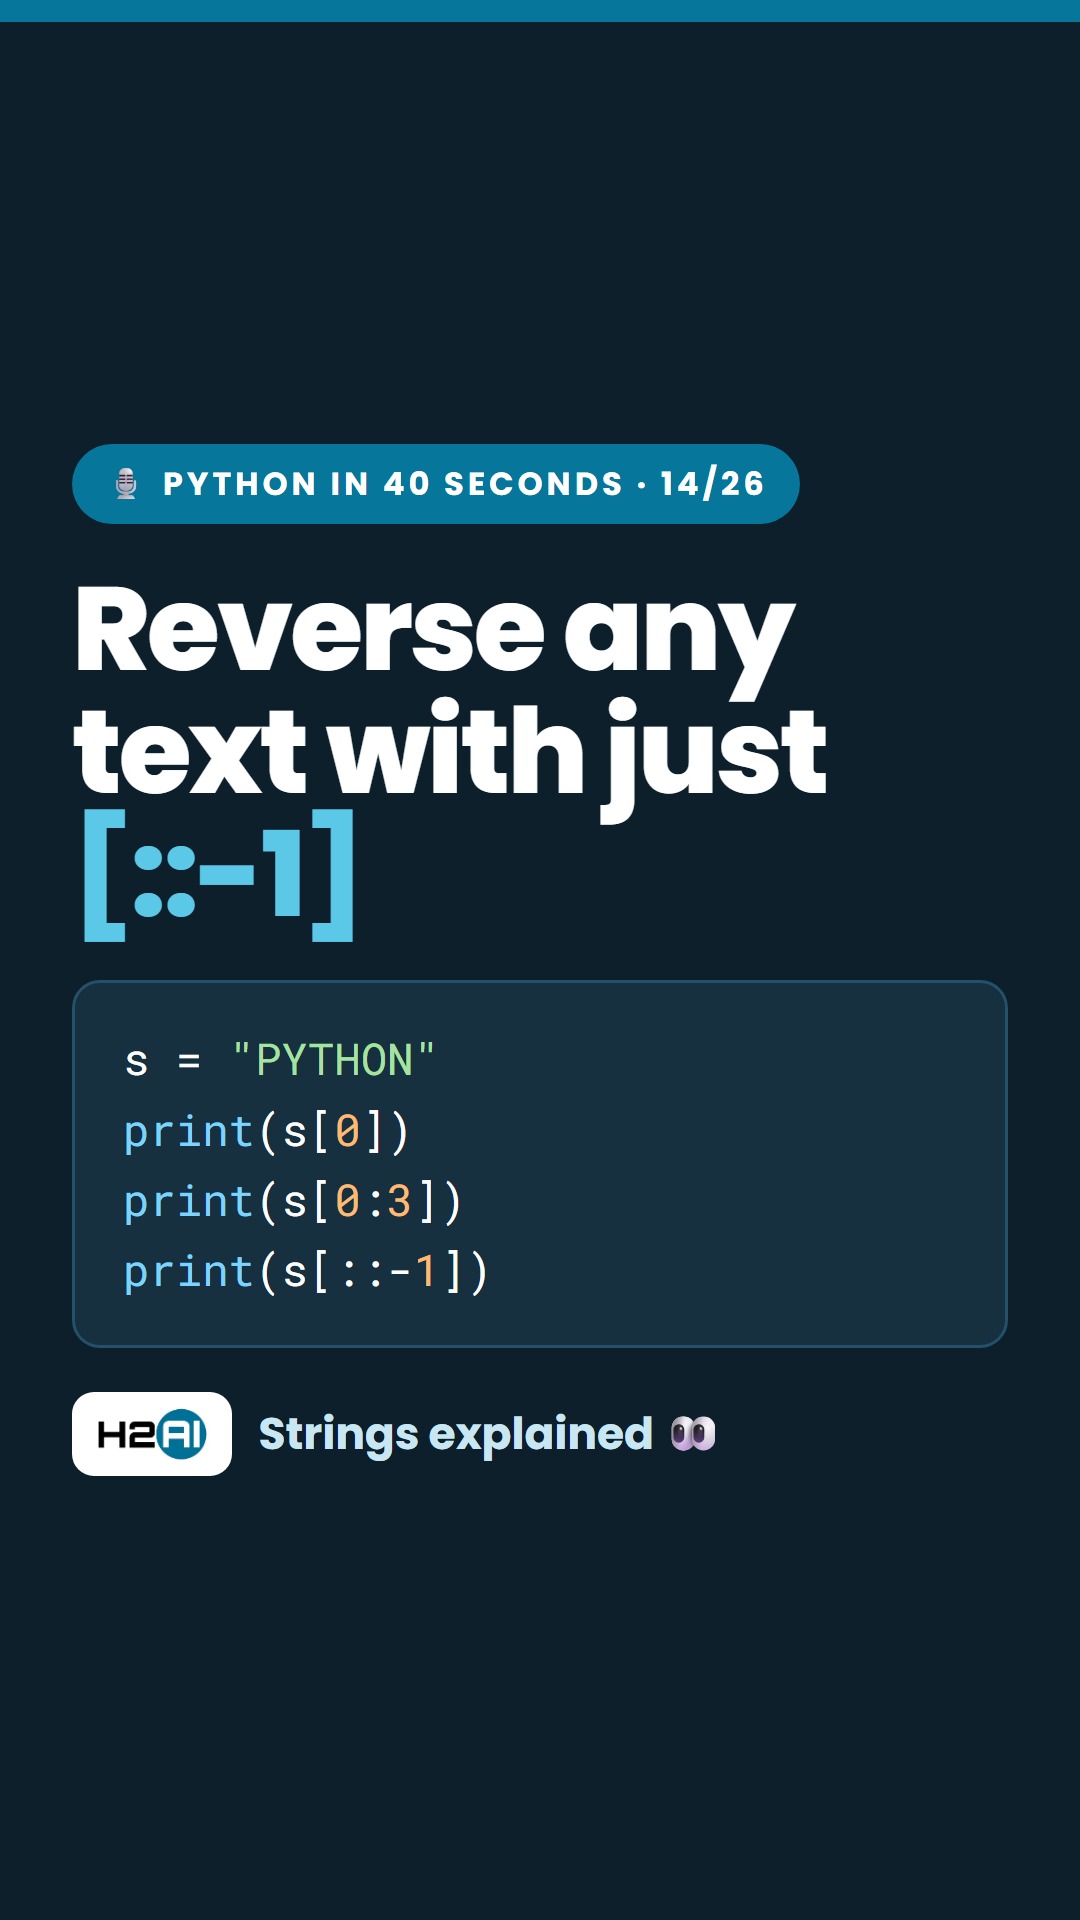 PYTHON IN 40 SECONDS · 14/26
Reverse any
text with just
[::-1]
s = "PYTHON"
print(s[0])
print(s[0:3])
print(s[::-1])
H2AI
Strings explained 👀